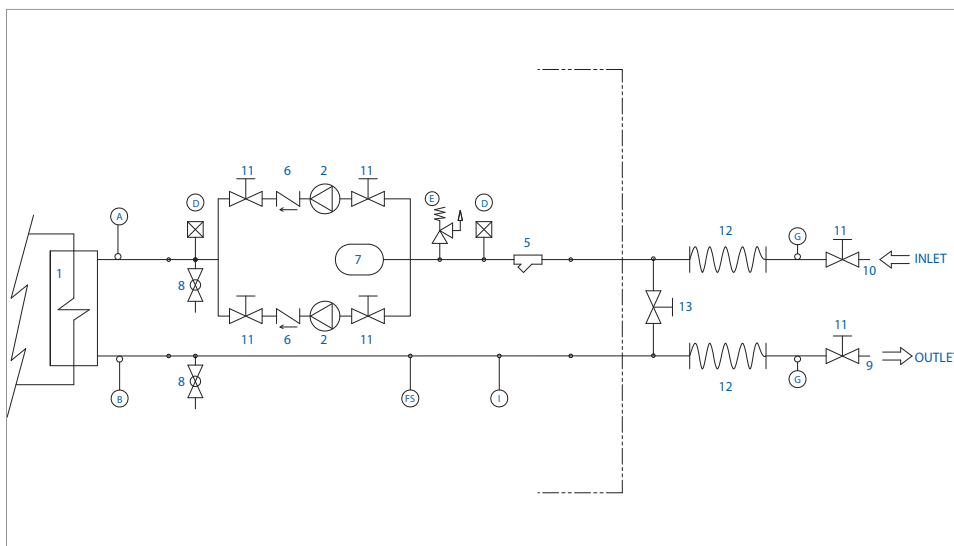 11 6 2 11
A D E D
12 G 11
1 7 5 INLET
8 10
13
11 6 2 11 11
OUTLET
9
8 12 G
B FS I